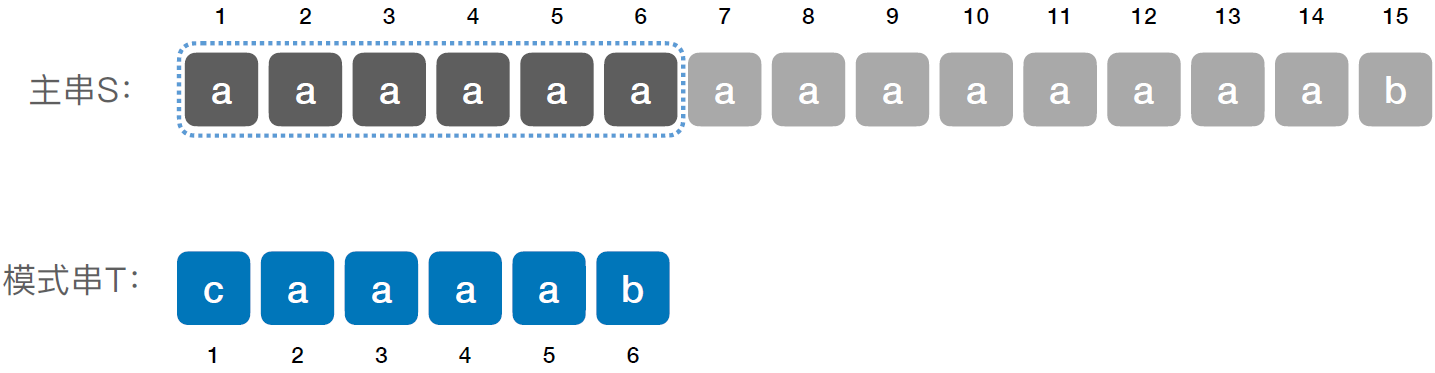 1 2 3 4 5 6 7 8 9 10 11 12 13 14 15
主串S： a a a a a a a a a a a a a a b
模式串T： c a a a a b
1 2 3 4 5 6